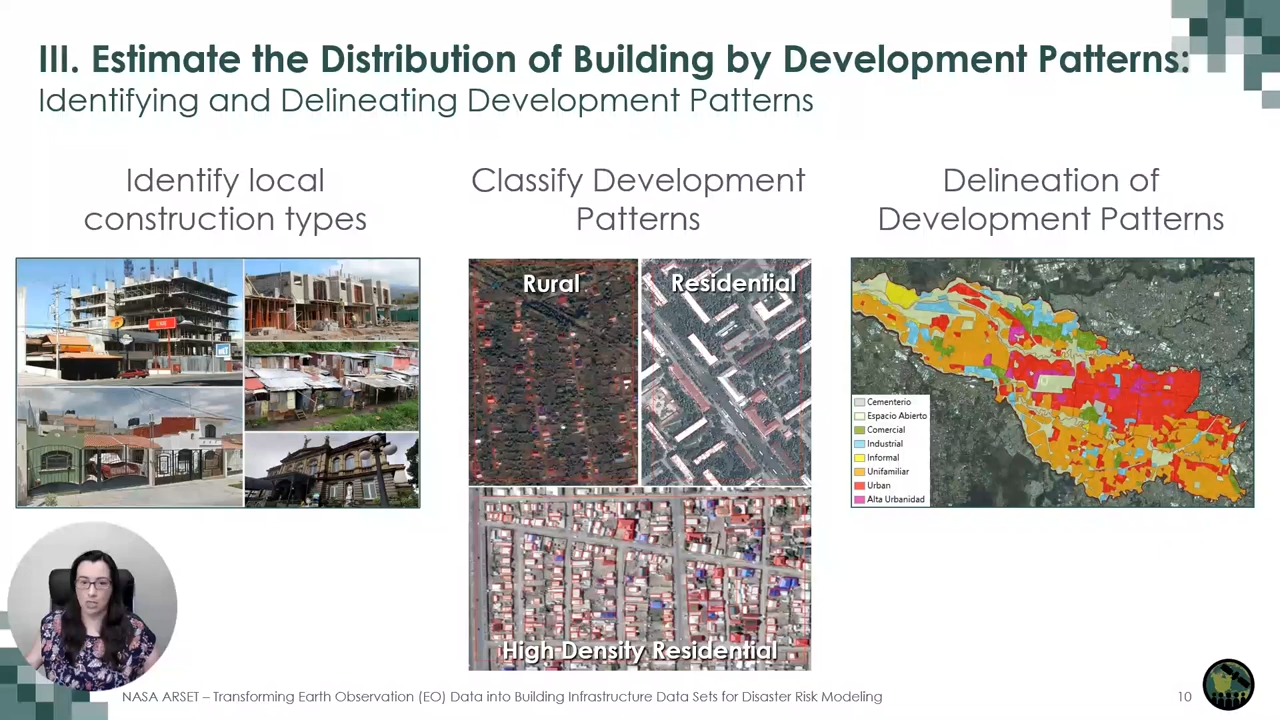 III. Estimate the Distribution of Building by Development Patterns:
Identifying and Delineating Development Patterns
Identify local
construction types
Classify Development
Patterns
Delineation of
Development Patterns
Rural
Residential
High Density Residential
Cementerio
Espacio Abierto
Comercial
Industrial
Informal
Unifamiliar
Urban
Alta Urbanidad
NASA ARSET – Transforming Earth Observation (EO) Data into Building Infrastructure Data Sets for Disaster Risk Modeling
10